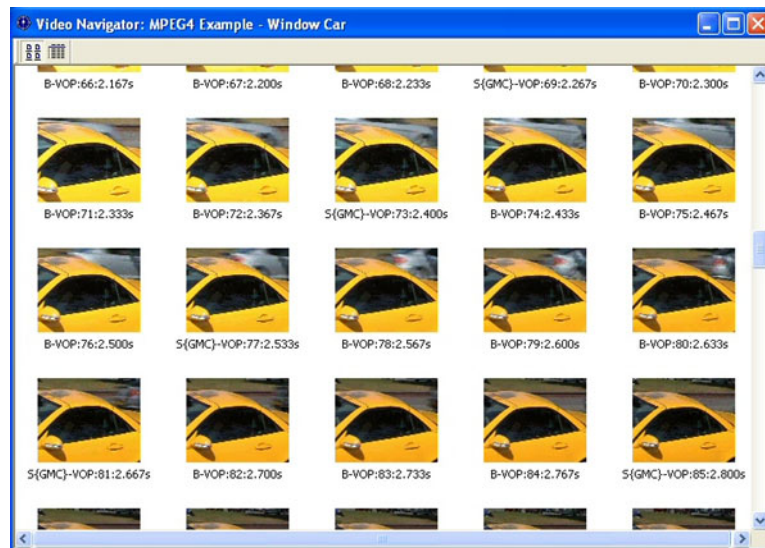 Video Navigator: MPEG4 Example - Window Car
B-VOP:66:2.167s B-VOP:67:2.200s B-VOP:68:2.233s S{GMC}-VOP:69:2.267s B-VOP:70:2.300s
B-VOP:71:2.333s B-VOP:72:2.367s S{GMC}-VOP:73:2.400s B-VOP:74:2.433s B-VOP:75:2.467s
B-VOP:76:2.500s S{GMC}-VOP:77:2.533s B-VOP:78:2.567s B-VOP:79:2.600s B-VOP:80:2.633s
S{GMC}-VOP:81:2.667s B-VOP:82:2.700s B-VOP:83:2.733s B-VOP:84:2.767s S{GMC}-VOP:85:2.800s